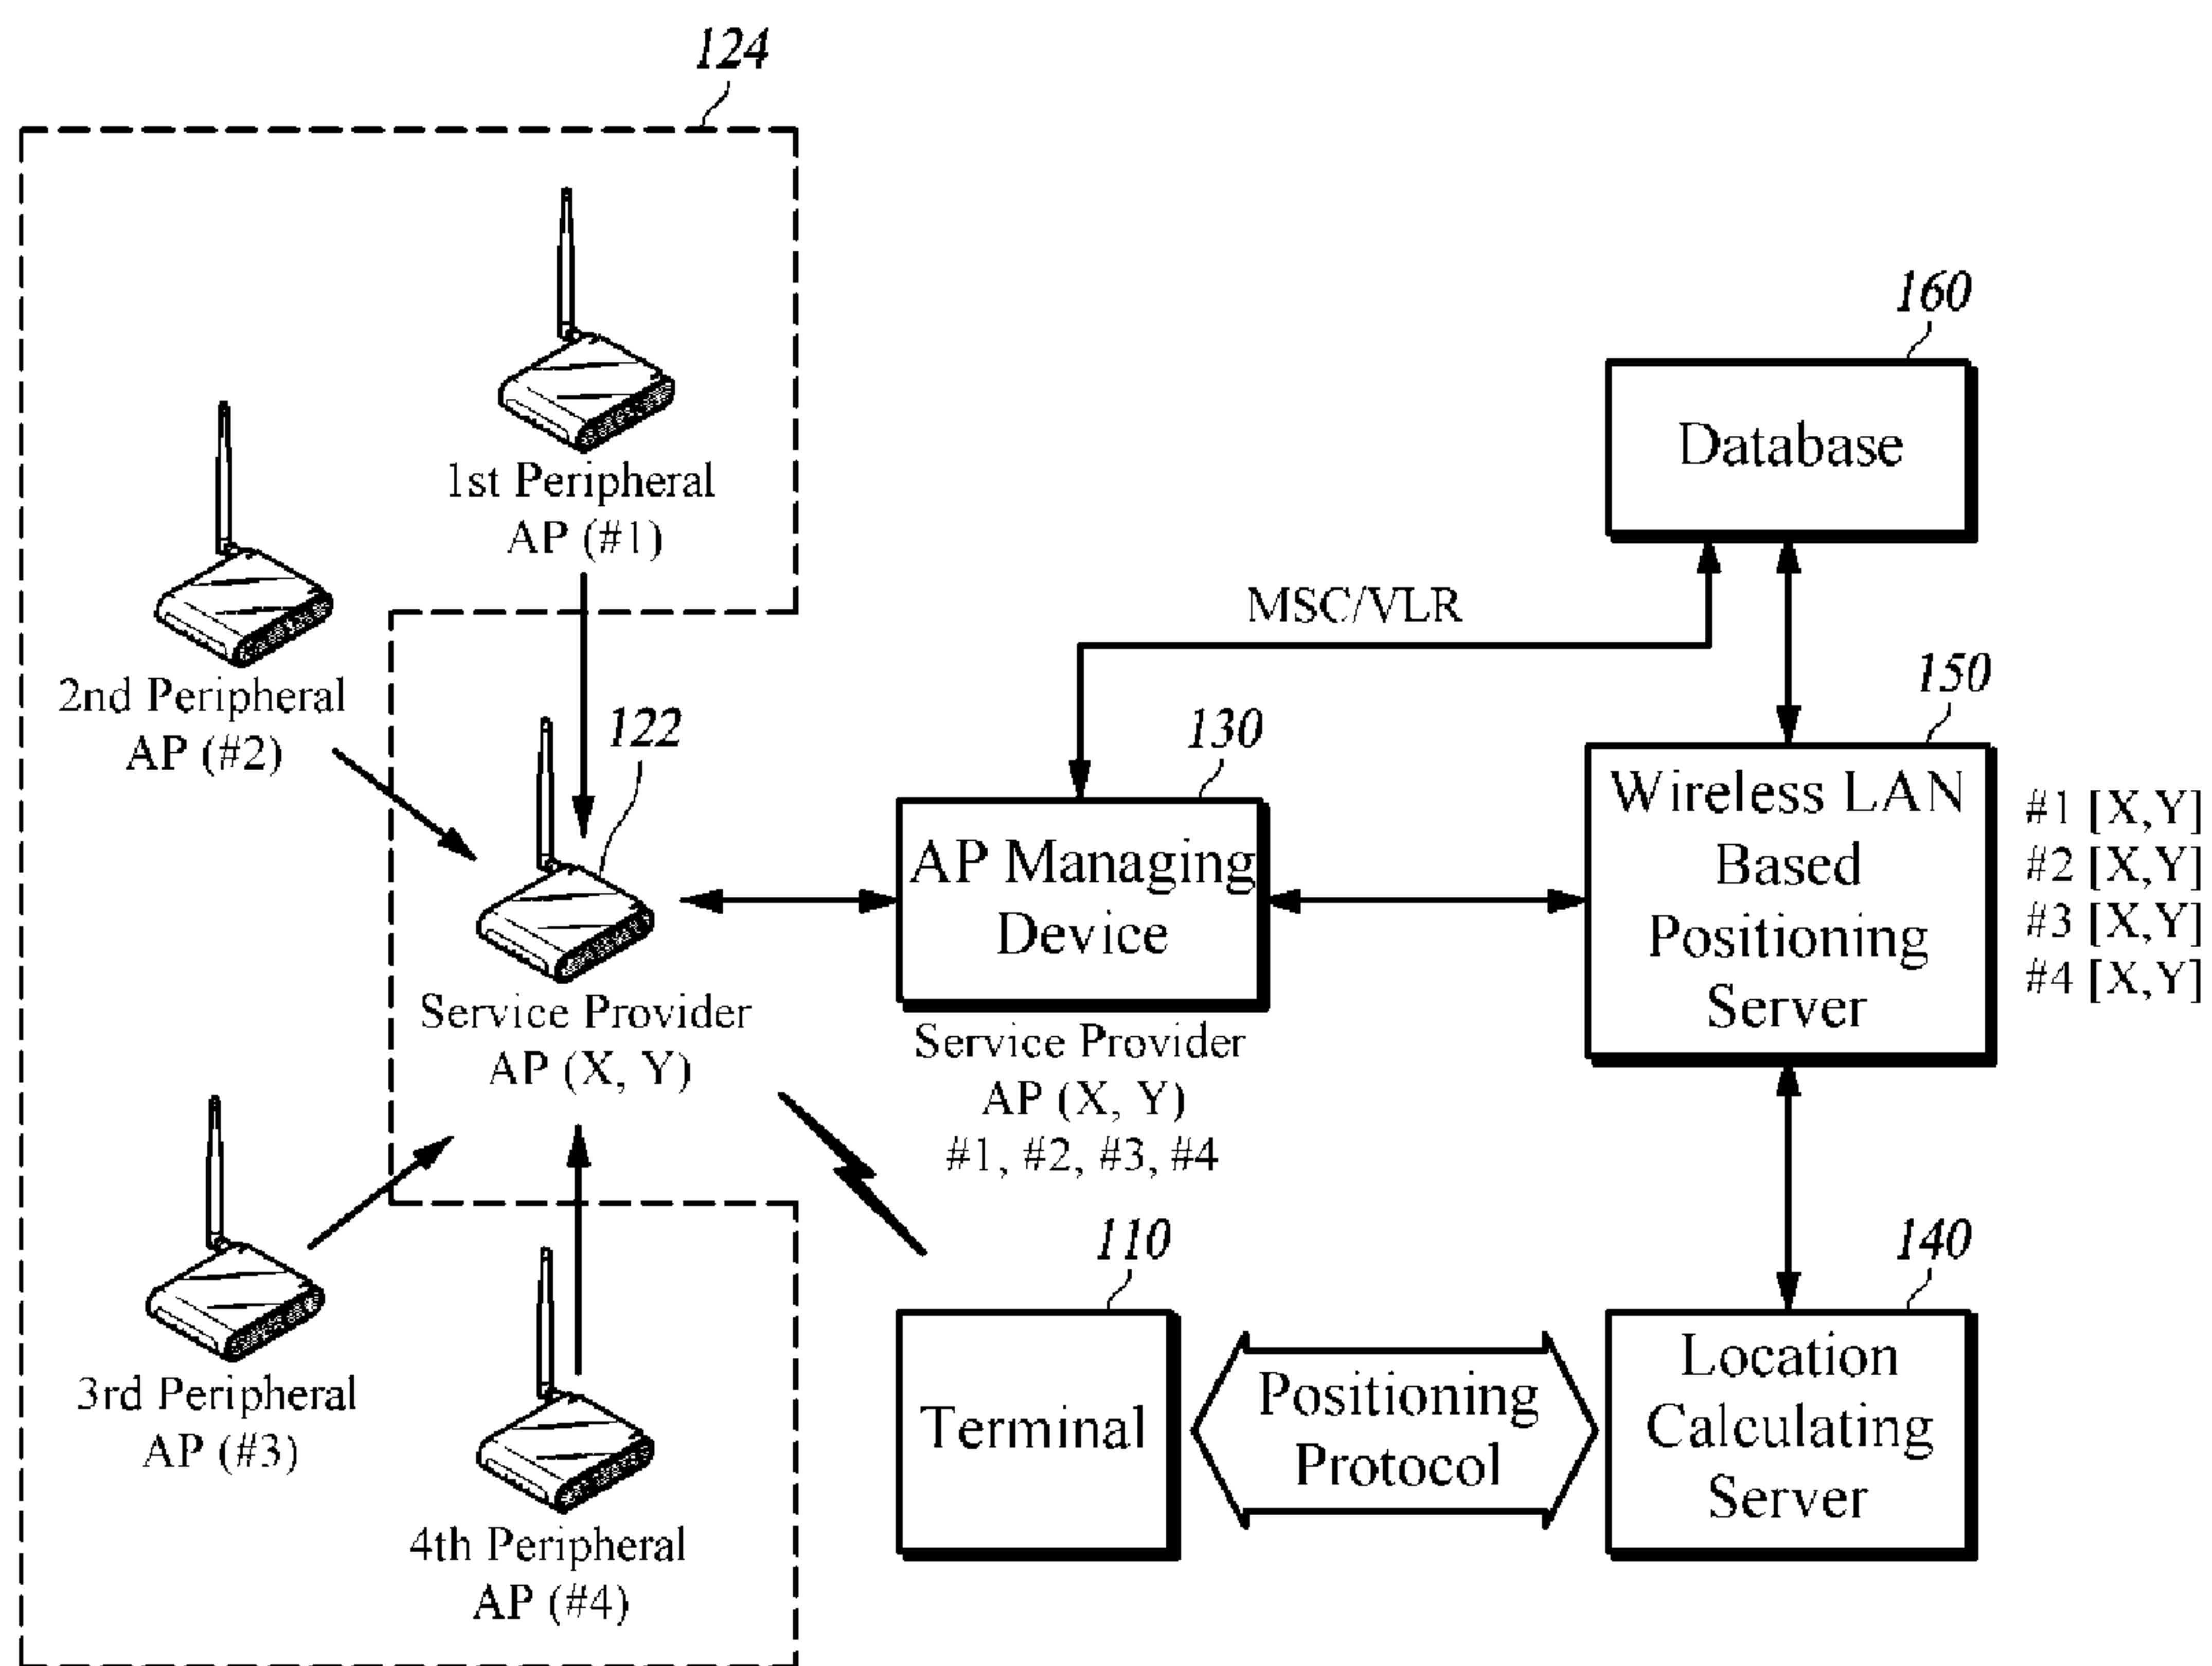 124
1st Peripheral
AP (#1)
2nd Peripheral
AP (#2)
122
Service Provider
AP (X, Y)
3rd Peripheral
AP (#3)
4th Peripheral
AP (#4)
MSC/VLR
160
Database
130
AP Managing
Device
Service Provider
AP (X, Y)
#1, #2, #3, #4
150
Wireless LAN
Based
Positioning
Server
#1 [X,Y]
#2 [X,Y]
#3 [X,Y]
#4 [X,Y]
110
Terminal
Positioning
Protocol
140
Location
Calculating
Server